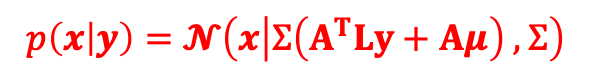 p(x|y) = 𝒩(x|Σ(AᵀLy + Aμ), Σ)